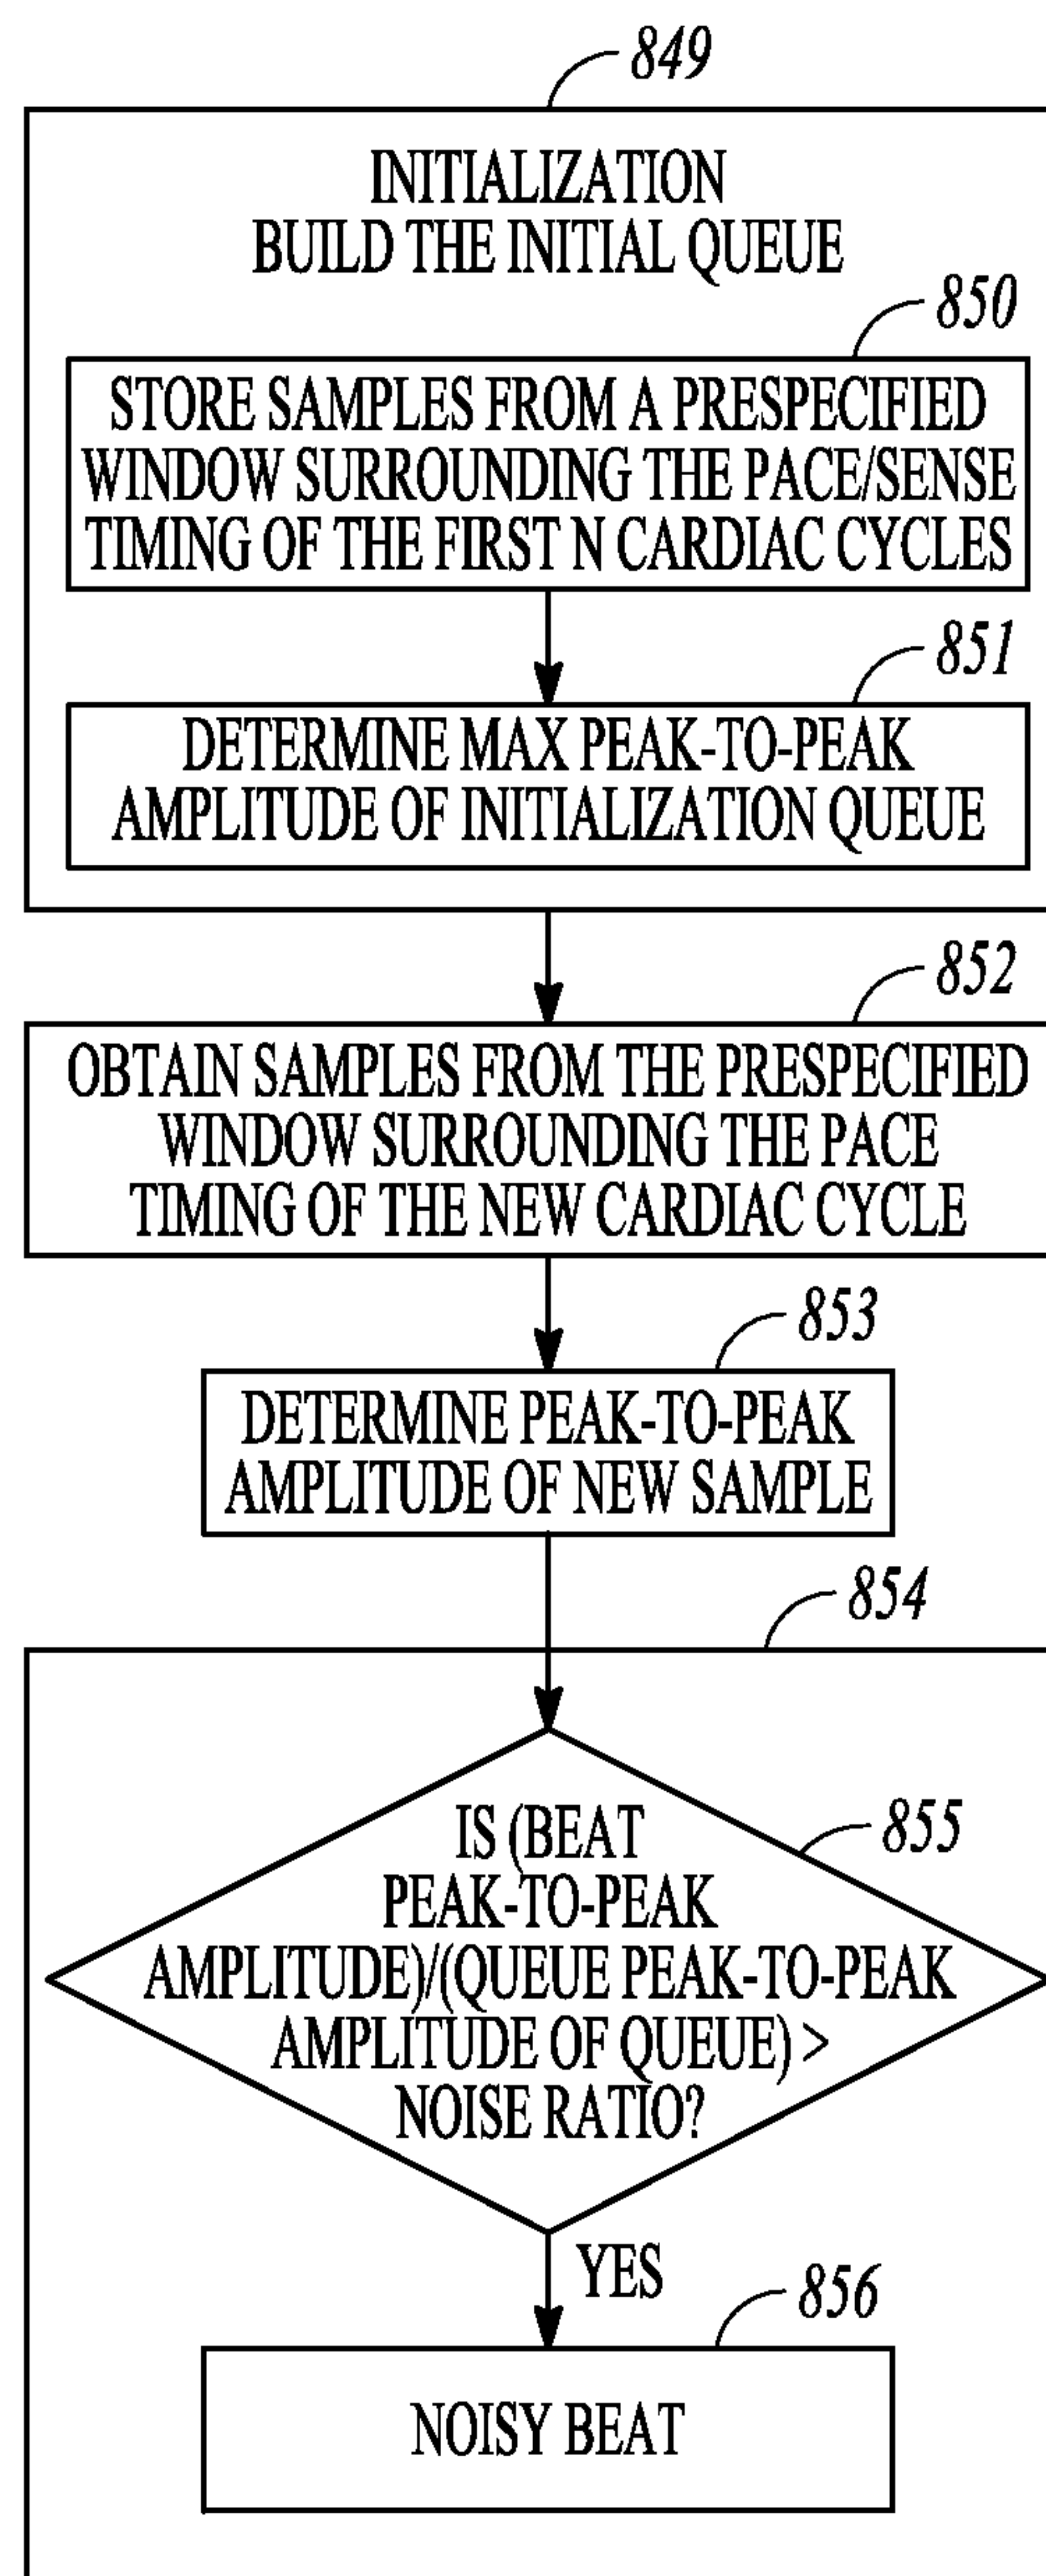 849
INITIALIZATION
BUILD THE INITIAL QUEUE
850
STORE SAMPLES FROM A PRESPECIFIED
WINDOW SURROUNDING THE PACE/SENSE
TIMING OF THE FIRST N CARDIAC CYCLES
851
DETERMINE MAX PEAK-TO-PEAK
AMPLITUDE OF INITIALIZATION QUEUE
852
OBTAIN SAMPLES FROM THE PRESPECIFIED
WINDOW SURROUNDING THE PACE
TIMING OF THE NEW CARDIAC CYCLE
853
DETERMINE PEAK-TO-PEAK
AMPLITUDE OF NEW SAMPLE
854
855
IS (BEAT
PEAK-TO-PEAK
AMPLITUDE)/(QUEUE PEAK-TO-PEAK
AMPLITUDE OF QUEUE) >
NOISE RATIO?
YES
856
NOISY BEAT